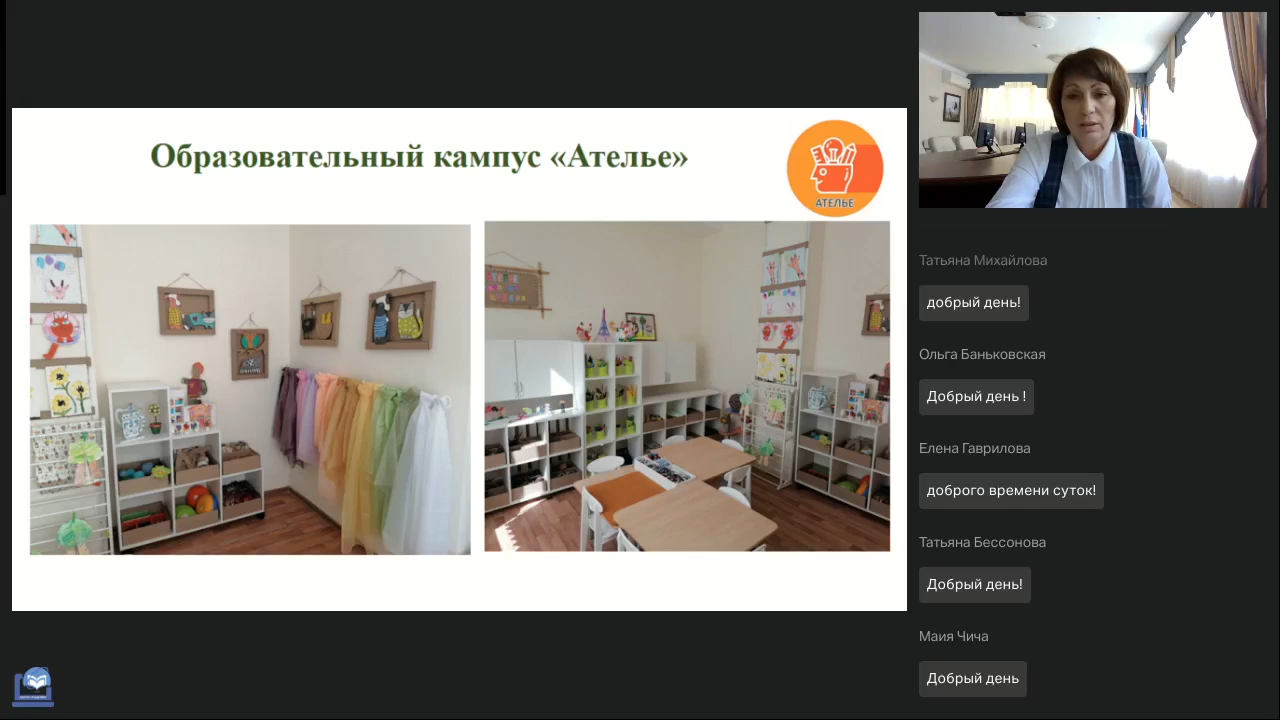 Образовательный кампус «Ателье»
АТЕЛЬЕ
Татьяна Михайлова
добрый день!
Ольга Баньковская
Добрый день !
Елена Гаврилова
доброго времени суток!
Татьяна Бессонова
Добрый день!
Маия Чича
Добрый день